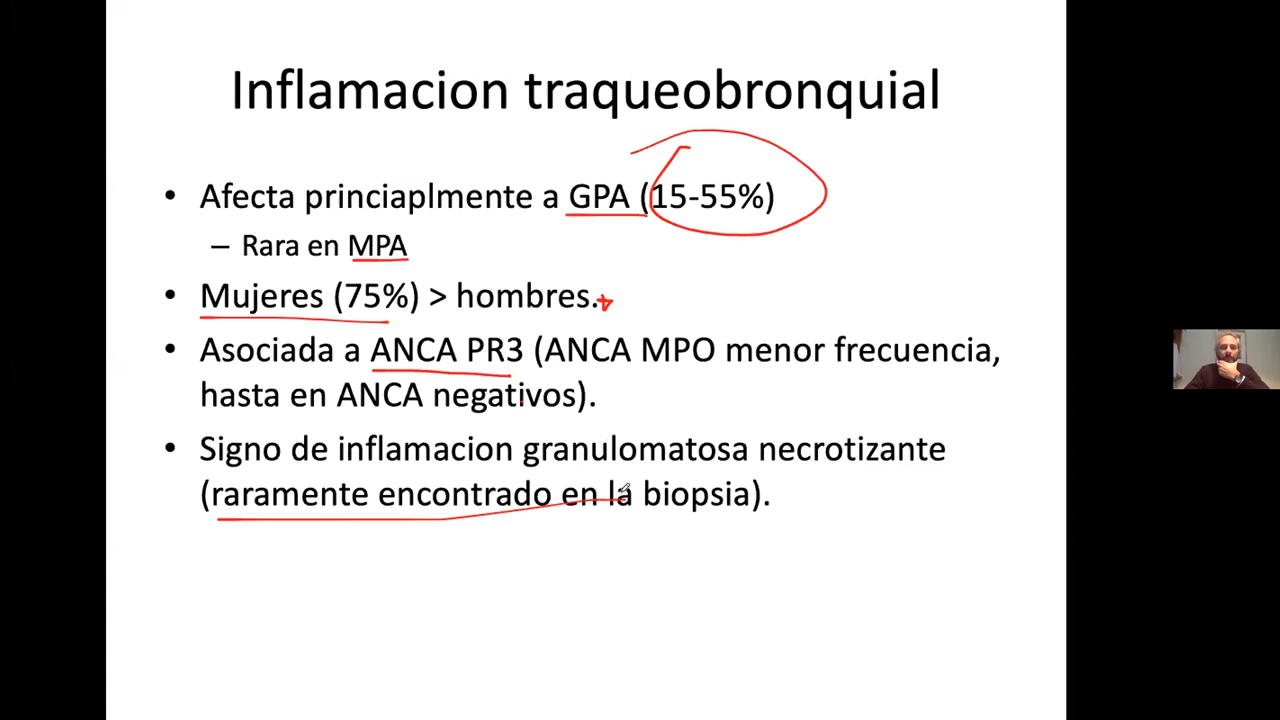 Inflamacion traqueobronquial
• Afecta princiaplmente a GPA (15-55%)
– Rara en MPA
• Mujeres (75%) > hombres.
• Asociada a ANCA PR3 (ANCA MPO menor frecuencia,
hasta en ANCA negativos).
• Signo de inflamacion granulomatosa necrotizante
(raramente encontrado en la biopsia).